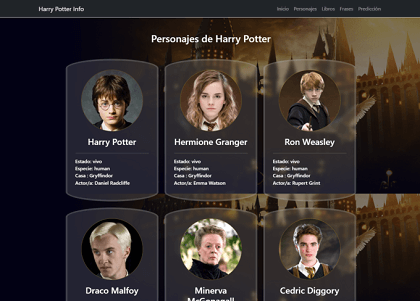 Harry Potter Info
Inicio Personajes Libros Frases Predicción
Personajes de Harry Potter
Harry Potter
Estado: vivo
Especie: human
Casa : Gryffindor
Actor/a: Daniel Radcliffe
Hermione Granger
Estado: vivo
Especie: human
Casa : Gryffindor
Actor/a: Emma Watson
Ron Weasley
Estado: vivo
Especie: human
Casa : Gryffindor
Actor/a: Rupert Grint
Draco Malfoy
Minerva
McGonagall
Cedric Diggory